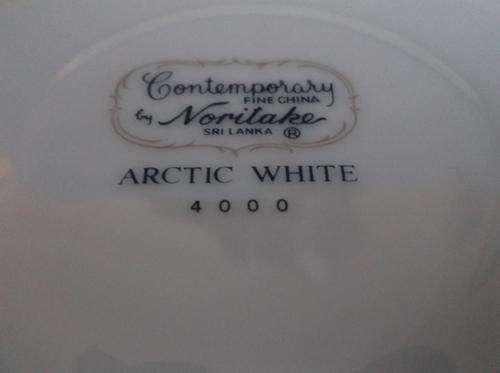 Contemporary
FINE CHINA
by Noritake
SRI LANKA ®
ARCTIC WHITE
4000